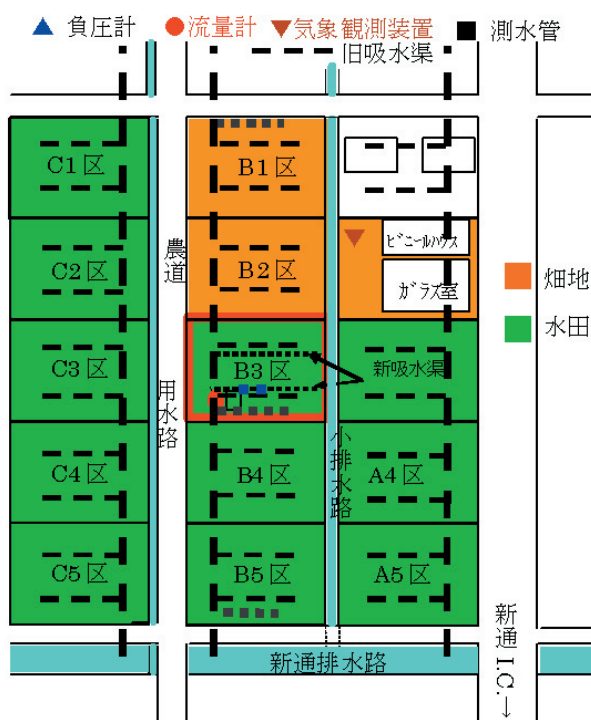 負圧計 流量計 気象観測装置 測水管
旧吸水渠
C1区 B1区
農道
C2区 B2区 ビニールハウス
ガラス室
畑地
水田
C3区 B3区 新吸水渠
用水路
小排水路
C4区 B4区 A4区
C5区 B5区 A5区
新通排水路
新通I.C.→